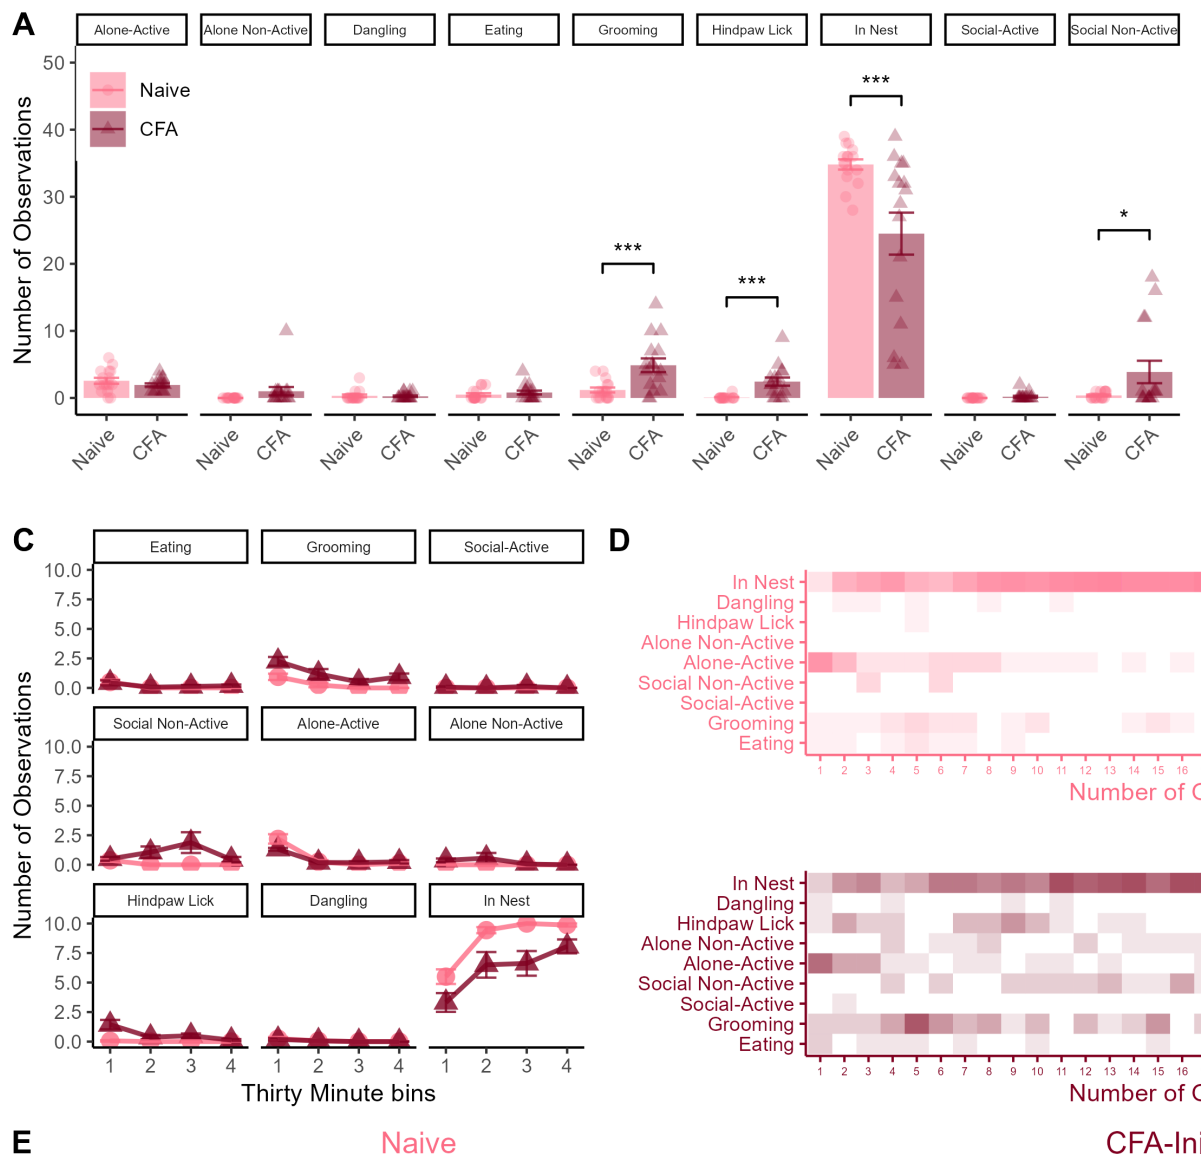 A
Alone-Active
Alone Non-Active
Dangling
Eating
Grooming
Hindpaw Lick
In Nest
Social-Active
Social Non-Active
Number of Observations
50
40
30
20
10
0
Naive
CFA
***
***
***
*
Naive CFA Naive CFA Naive CFA Naive CFA Naive CFA Naive CFA Naive CFA Naive CFA Naive CFA
C
Number of Observations
Eating
Grooming
Social-Active
10.0
7.5
5.0
2.5
0.0
Social Non-Active
Alone-Active
Alone Non-Active
10.0
7.5
5.0
2.5
0.0
Hindpaw Lick
Dangling
In Nest
10.0
7.5
5.0
2.5
0.0
1 2 3 4 1 2 3 4 1 2 3 4
Thirty Minute bins
D
In Nest
Dangling
Hindpaw Lick
Alone Non-Active
Alone-Active
Social Non-Active
Social-Active
Grooming
Eating
1 2 3 4 5 6 7 8 9 10 11 12 13 14 15 16
Number of
In Nest
Dangling
Hindpaw Lick
Alone Non-Active
Alone-Active
Social Non-Active
Social-Active
Grooming
Eating
1 2 3 4 5 6 7 8 9 10 11 12 13 14 15 16
Number of
E
Naive
CFA-Ini